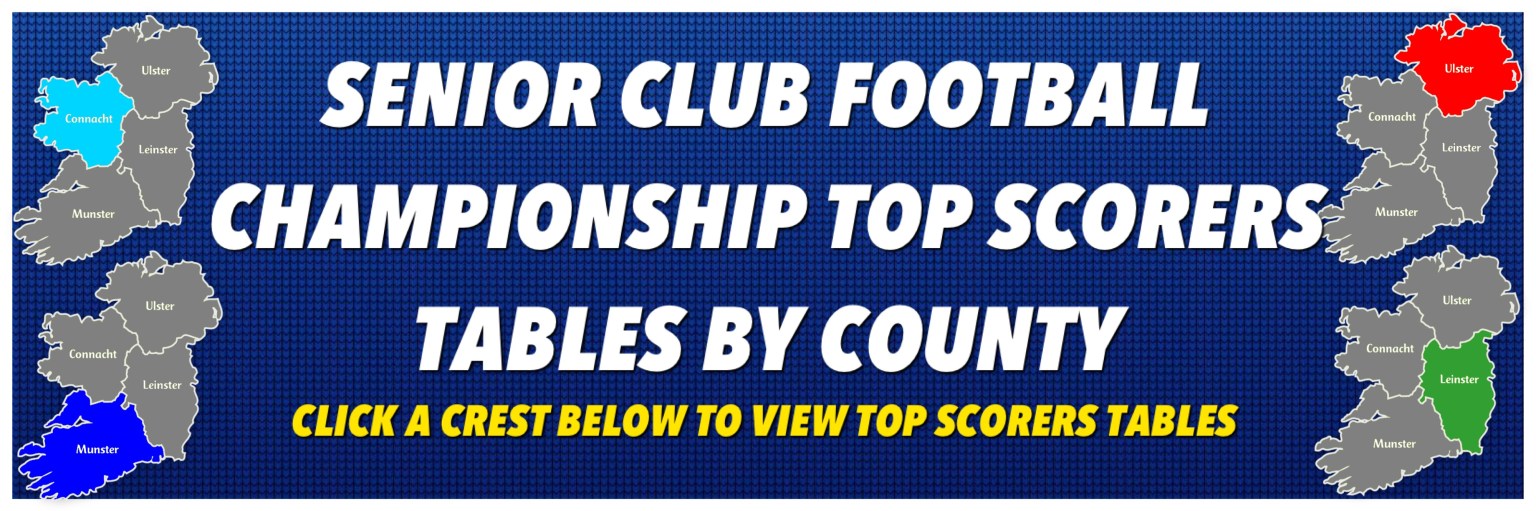 SENIOR CLUB FOOTBALL
CHAMPIONSHIP TOP SCORERS
TABLES BY COUNTY
CLICK A CREST BELOW TO VIEW TOP SCORERS TABLES
Ulster
Connacht
Leinster
Munster
Ulster
Connacht
Leinster
Munster
Ulster
Connacht
Leinster
Munster
Ulster
Connacht
Leinster
Munster